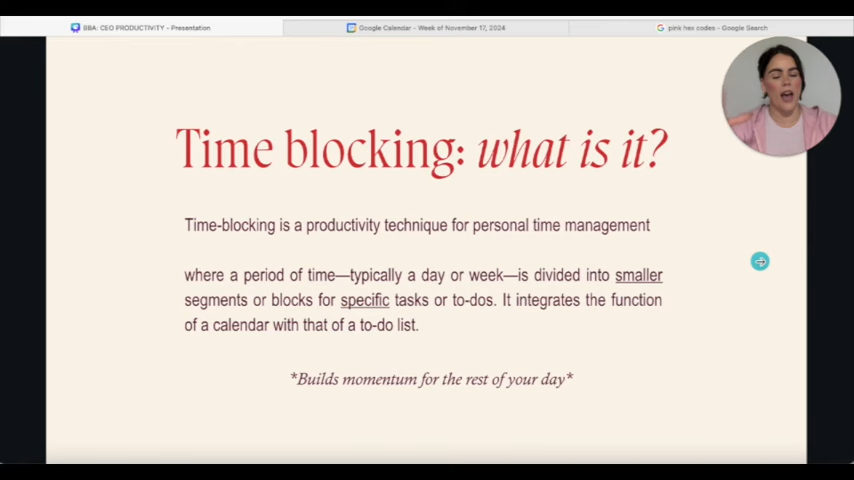 BBA: CEO PRODUCTIVITY – Presentation
Google Calendar - Week of November 17, 2024
pink hex codes - Google Search
Time blocking: what is it?
Time-blocking is a productivity technique for personal time management
where a period of time—typically a day or week—is divided into smaller
segments or blocks for specific tasks or to-dos. It integrates the function
of a calendar with that of a to-do list.
*Builds momentum for the rest of your day*